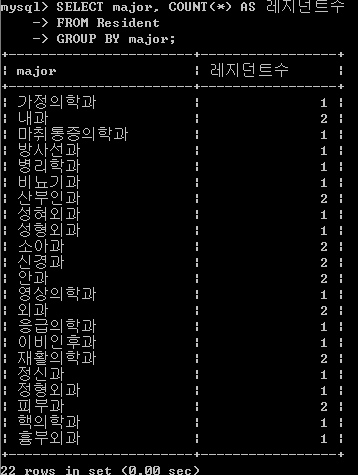 mysql> SELECT major, COUNT(*) AS 레지던트수
-> FROM Resident
-> GROUP BY major;
major 레지던트수
가정의학과 1
내과 2
마취통증의학과 1
방사선과 1
병리학과 1
비뇨기과 1
산부인과 2
성혀외과 1
성형외과 1
소아과 2
신경과 2
안과 2
영상의학과 1
외과 2
응급의학과 1
이비인후과 1
재활의학과 2
정신과 1
정형외과 1
피부과 2
핵의학과 1
흉부외과 1
22 rows in set (0.00 sec)